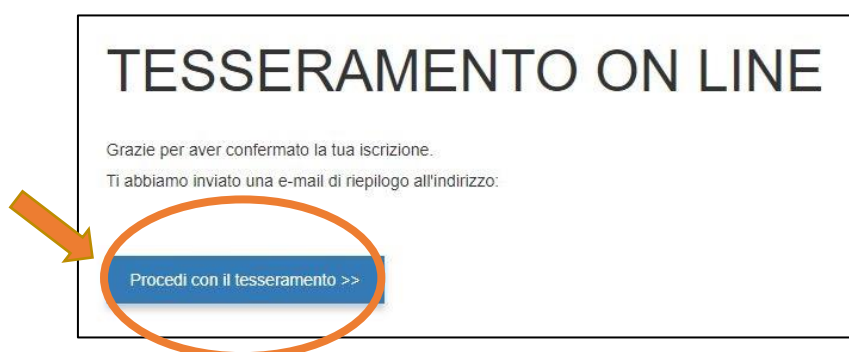 TESSERAMENTO ON LINE
Grazie per aver confermato la tua iscrizione.
Ti abbiamo inviato una e-mail di riepilogo all'indirizzo:
Procedi con il tesseramento >>